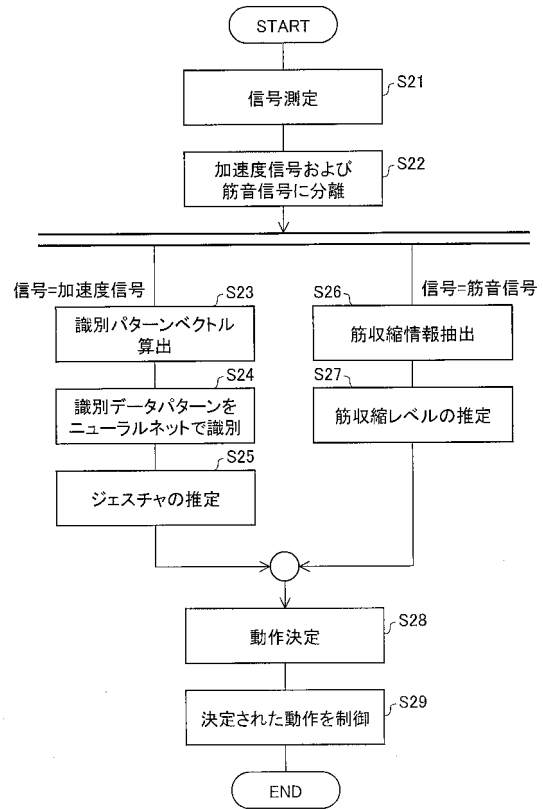 START
S21
信号測定
S22
加速度信号および
筋音信号に分離
信号=加速度信号
S23
識別パターンベクトル
算出
S24
識別データパターンを
ニューラルネットで識別
S25
ジェスチャの推定
信号=筋音信号
S26
筋収縮情報抽出
S27
筋収縮レベルの推定
S28
動作決定
S29
決定された動作を制御
END